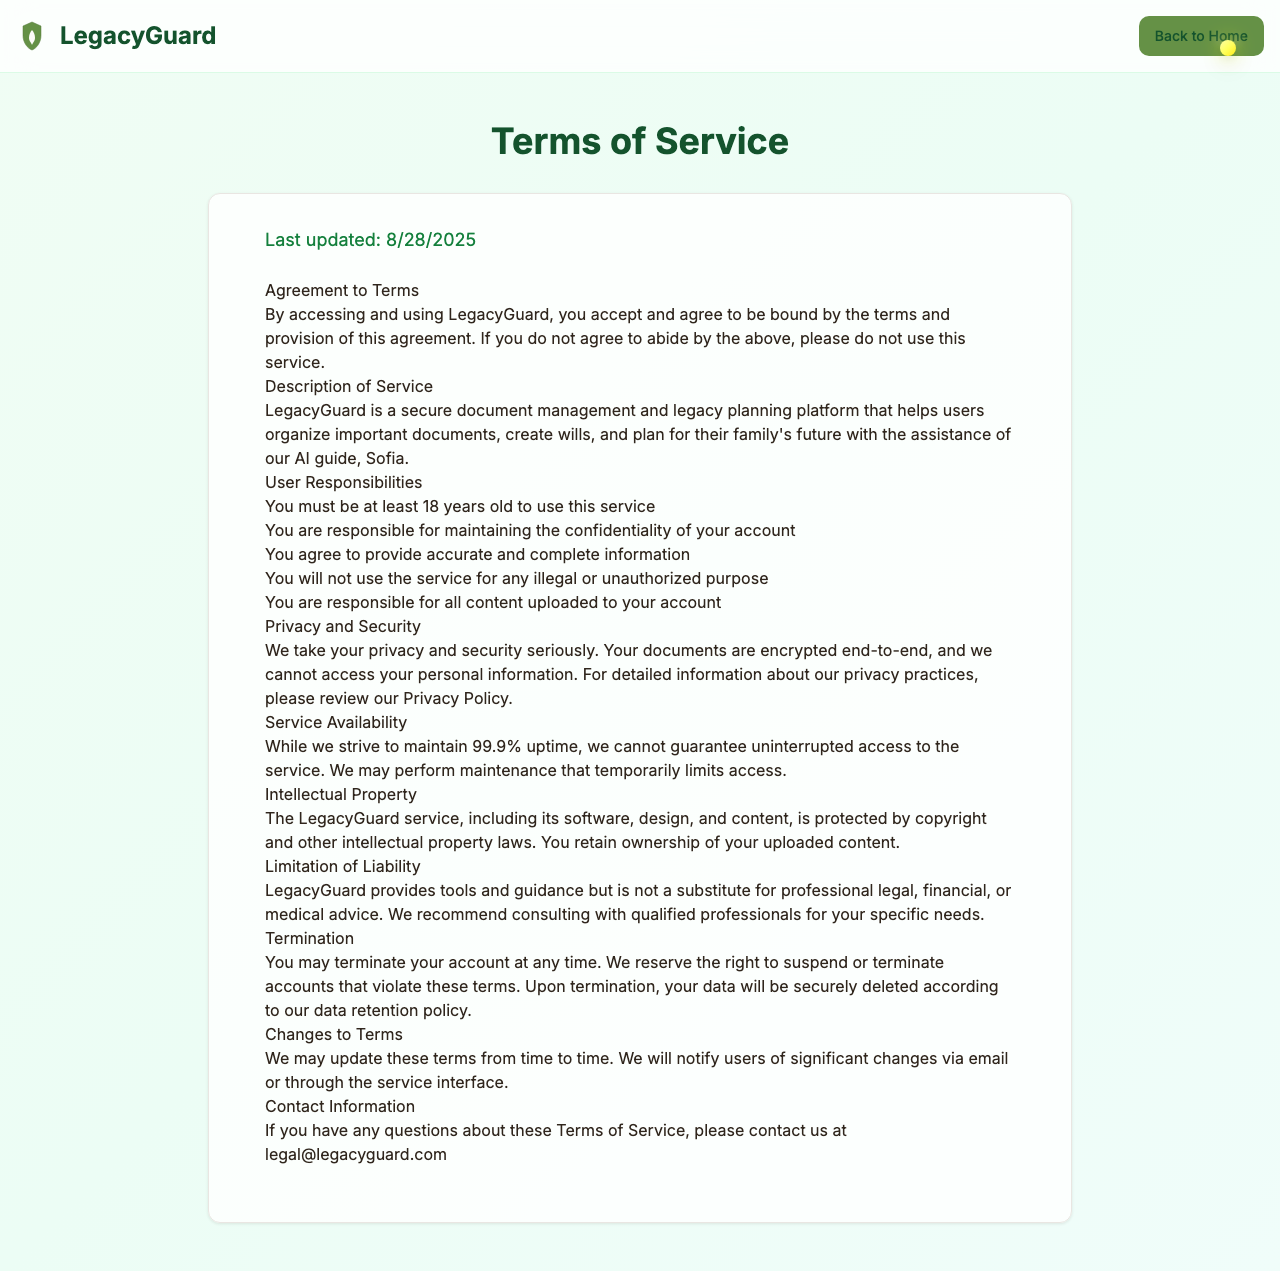 LegacyGuard
Back to Home
Terms of Service
Last updated: 8/28/2025
Agreement to Terms
By accessing and using LegacyGuard, you accept and agree to be bound by the terms and
provision of this agreement. If you do not agree to abide by the above, please do not use this
service.
Description of Service
LegacyGuard is a secure document management and legacy planning platform that helps users
organize important documents, create wills, and plan for their family's future with the assistance of
our AI guide, Sofia.
User Responsibilities
You must be at least 18 years old to use this service
You are responsible for maintaining the confidentiality of your account
You agree to provide accurate and complete information
You will not use the service for any illegal or unauthorized purpose
You are responsible for all content uploaded to your account
Privacy and Security
We take your privacy and security seriously. Your documents are encrypted end-to-end, and we
cannot access your personal information. For detailed information about our privacy practices,
please review our Privacy Policy.
Service Availability
While we strive to maintain 99.9% uptime, we cannot guarantee uninterrupted access to the
service. We may perform maintenance that temporarily limits access.
Intellectual Property
The LegacyGuard service, including its software, design, and content, is protected by copyright
and other intellectual property laws. You retain ownership of your uploaded content.
Limitation of Liability
LegacyGuard provides tools and guidance but is not a substitute for professional legal, financial, or
medical advice. We recommend consulting with qualified professionals for your specific needs.
Termination
You may terminate your account at any time. We reserve the right to suspend or terminate
accounts that violate these terms. Upon termination, your data will be securely deleted according
to our data retention policy.
Changes to Terms
We may update these terms from time to time. We will notify users of significant changes via email
or through the service interface.
Contact Information
If you have any questions about these Terms of Service, please contact us at
legal@legacyguard.com